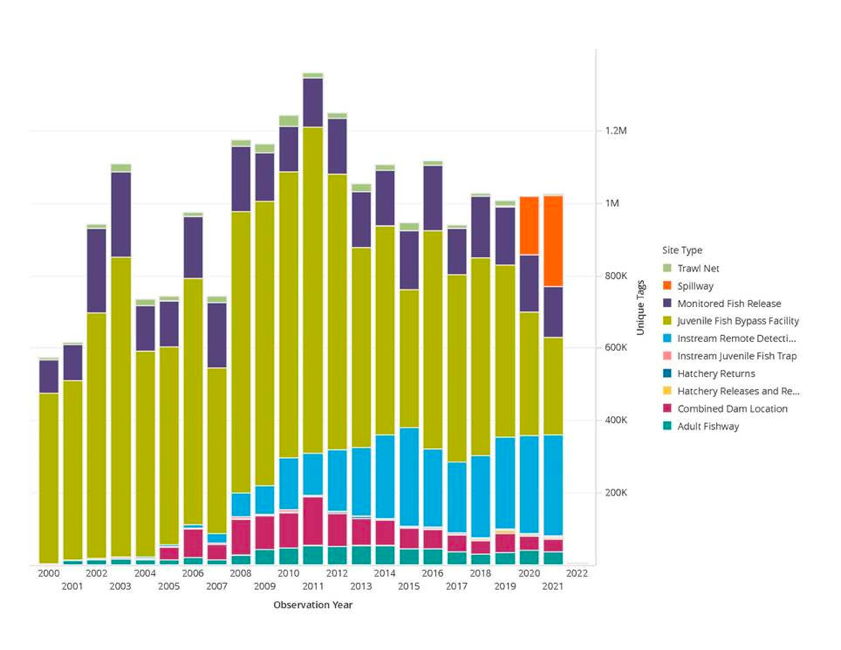 1.2M
1M
800K
600K
400K
200K
Unique Tags
Site Type
Trawl Net
Spillway
Monitored Fish Release
Juvenile Fish Bypass Facility
Instream Remote Detecti...
Instream Juvenile Fish Trap
Hatchery Returns
Hatchery Releases and Re...
Combined Dam Location
Adult Fishway
2000 2002 2004 2006 2008 2010 2012 2014 2016 2018 2020 2022
2001 2003 2005 2007 2009 2011 2013 2015 2017 2019 2021
Observation Year